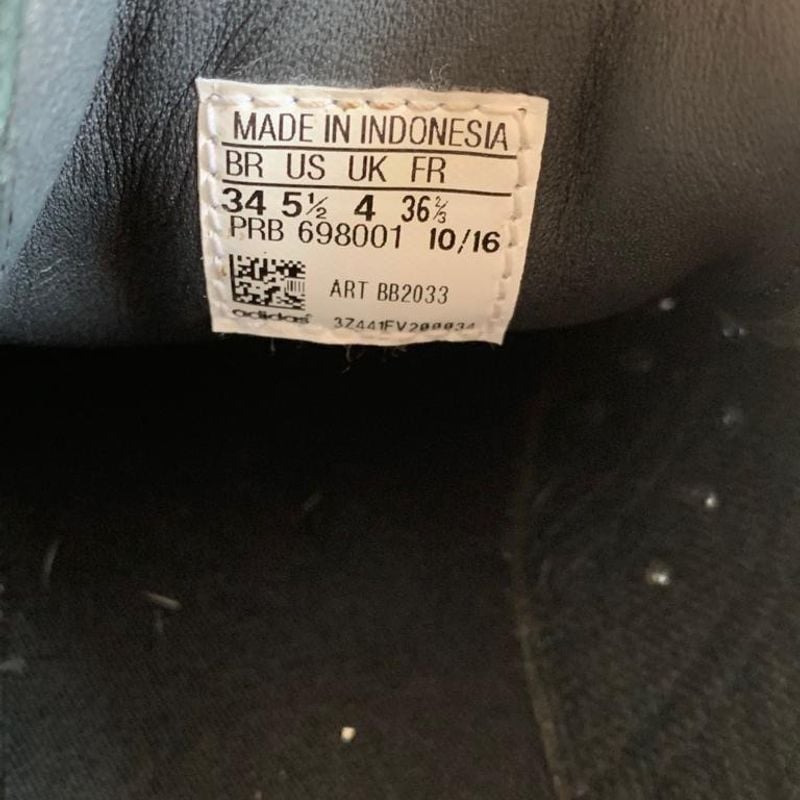 MADE IN INDONESIA
BR US UK FR
34 5½ 4 36⅔
PRB 698001 10/16
ART BB2033
adidas